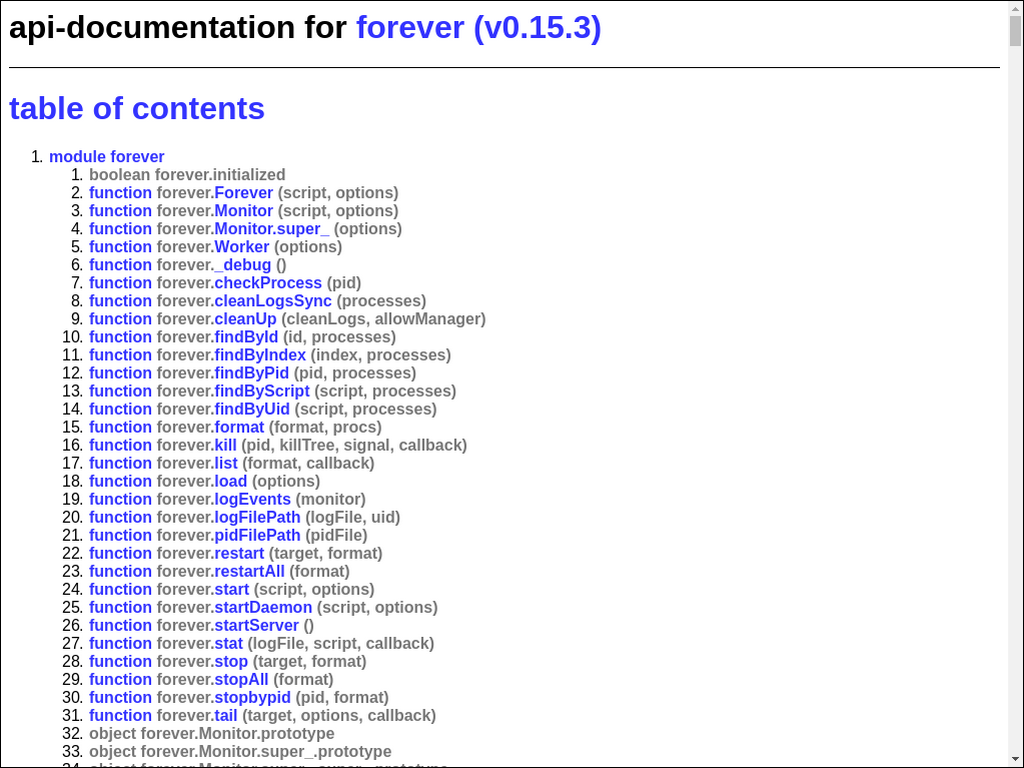 api-documentation for forever (v0.15.3)
table of contents
1. module forever
1. boolean forever.initialized
2. function forever.Forever (script, options)
3. function forever.Monitor (script, options)
4. function forever.Monitor.super_ (options)
5. function forever.Worker (options)
6. function forever._debug ()
7. function forever.checkProcess (pid)
8. function forever.cleanLogsSync (processes)
9. function forever.cleanUp (cleanLogs, allowManager)
10. function forever.findById (id, processes)
11. function forever.findByIndex (index, processes)
12. function forever.findByPid (pid, processes)
13. function forever.findByScript (script, processes)
14. function forever.findByUid (script, processes)
15. function forever.format (format, procs)
16. function forever.kill (pid, killTree, signal, callback)
17. function forever.list (format, callback)
18. function forever.load (options)
19. function forever.logEvents (monitor)
20. function forever.logFilePath (logFile, uid)
21. function forever.pidFilePath (pidFile)
22. function forever.restart (target, format)
23. function forever.restartAll (format)
24. function forever.start (script, options)
25. function forever.startDaemon (script, options)
26. function forever.startServer ()
27. function forever.stat (logFile, script, callback)
28. function forever.stop (target, format)
29. function forever.stopAll (format)
30. function forever.stopbypid (pid, format)
31. function forever.tail (target, options, callback)
32. object forever.Monitor.prototype
33. object forever.Monitor.super_.prototype
34. object forever.Monitor.super_.super_.prototype